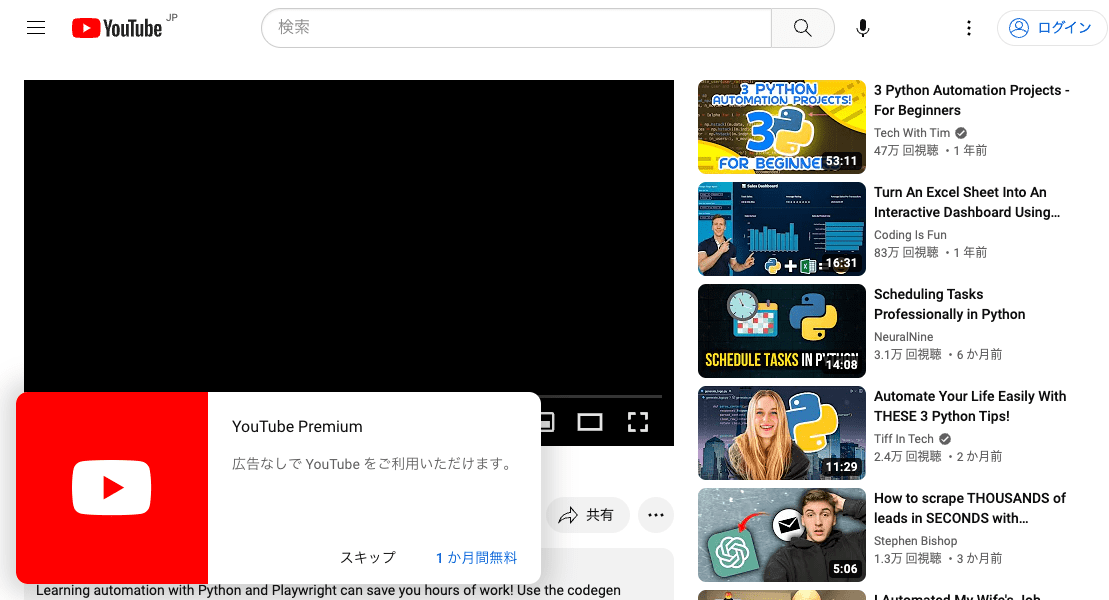 YouTube JP
検索
ログイン
YouTube Premium
広告なしで YouTube をご利用いただけます。
スキップ
1 か月間無料
共有
Learning automation with Python and Playwright can save you hours of work! Use the codegen
3 PYTHON
AUTOMATION PROJECTS!
3
FOR BEGINNE
53:11
3 Python Automation Projects -
For Beginners
Tech With Tim
47万 回視聴 ・1 年前
Sales Dashboard
16:31
Turn An Excel Sheet Into An
Interactive Dashboard Using…
Coding Is Fun
83万 回視聴 ・1 年前
SCHEDULE TASKS IN PYTHON
14:08
Scheduling Tasks
Professionally in Python
NeuralNine
3.1万 回視聴 ・6 か月前
11:29
Automate Your Life Easily With
THESE 3 Python Tips!
Tiff In Tech
2.4万 回視聴 ・2 か月前
5:06
How to scrape THOUSANDS of
leads in SECONDS with…
Stephen Bishop
1.3万 回視聴 ・3 か月前
I Automated My Wife's Job